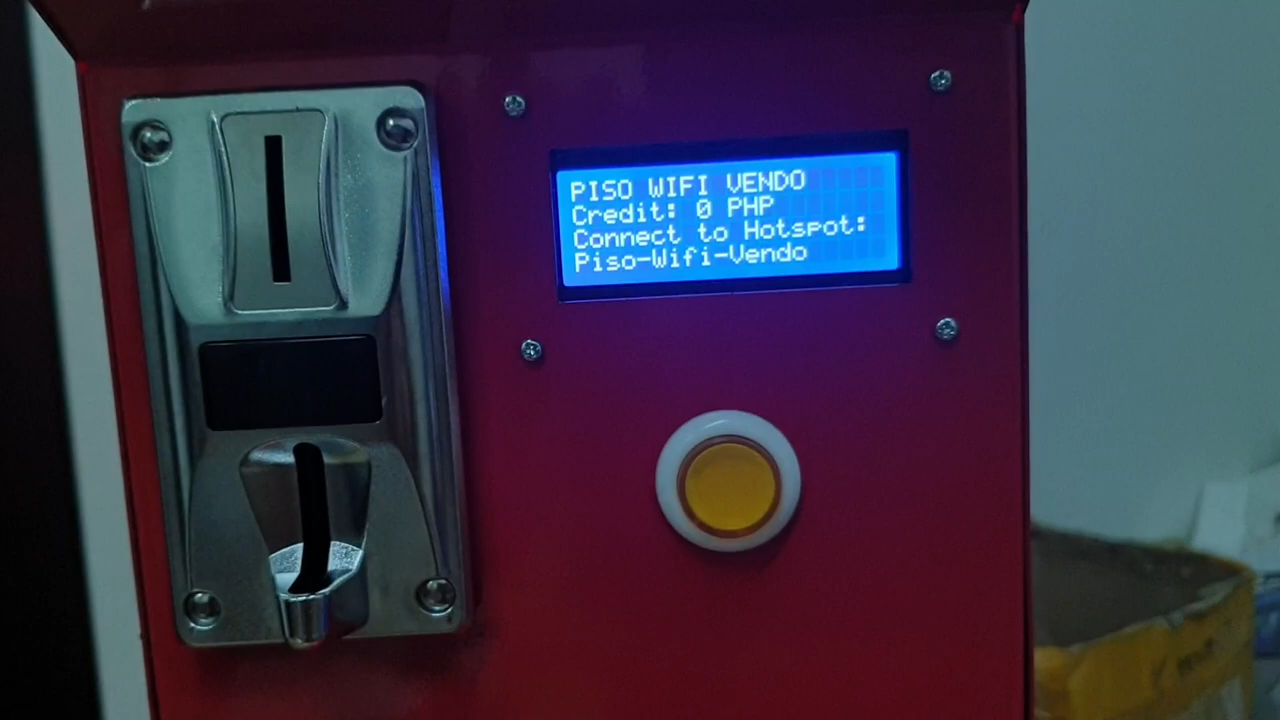 PISO WIFI VENDO
Credit: 0 PHP
Connect to Hotspot:
Piso-Wifi-Vendo